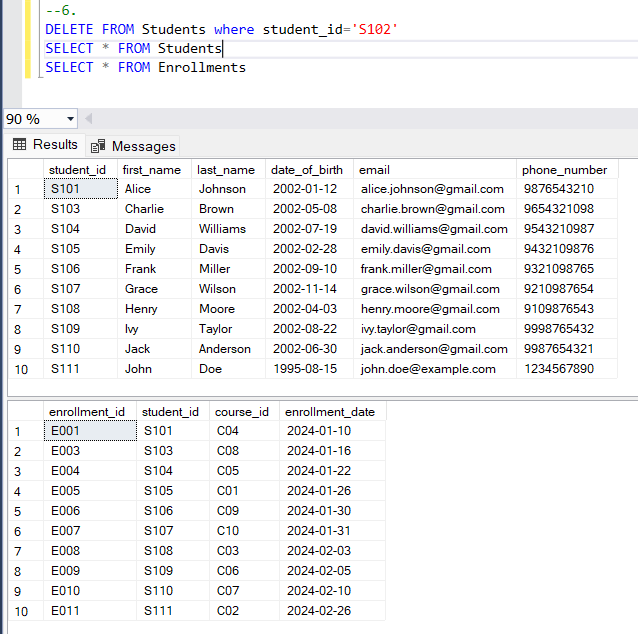 --6.
DELETE FROM Students where student_id='S102'
SELECT * FROM Students
SELECT * FROM Enrollments
90 %
Results Messages
student_id first_name last_name date_of_birth email phone_number
1 S101 Alice Johnson 2002-01-12 alice.johnson@gmail.com 9876543210
2 S103 Charlie Brown 2002-05-08 charlie.brown@gmail.com 9654321098
3 S104 David Williams 2002-07-19 david.williams@gmail.com 9543210987
4 S105 Emily Davis 2002-02-28 emily.davis@gmail.com 9432109876
5 S106 Frank Miller 2002-09-10 frank.miller@gmail.com 9321098765
6 S107 Grace Wilson 2002-11-14 grace.wilson@gmail.com 9210987654
7 S108 Henry Moore 2002-04-03 henry.moore@gmail.com 9109876543
8 S109 Ivy Taylor 2002-08-22 ivy.taylor@gmail.com 9998765432
9 S110 Jack Anderson 2002-06-30 jack.anderson@gmail.com 9987654321
10 S111 John Doe 1995-08-15 john.doe@example.com 1234567890
enrollment_id student_id course_id enrollment_date
1 E001 S101 C04 2024-01-10
2 E003 S103 C08 2024-01-16
3 E004 S104 C05 2024-01-22
4 E005 S105 C01 2024-01-26
5 E006 S106 C09 2024-01-30
6 E007 S107 C10 2024-01-31
7 E008 S108 C03 2024-02-03
8 E009 S109 C06 2024-02-05
9 E010 S110 C07 2024-02-10
10 E011 S111 C02 2024-02-26